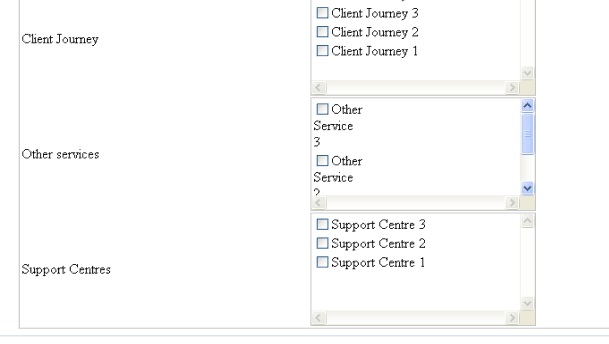 Client Journey 3
Client Journey
Client Journey 2
Client Journey 1
Other
Service
3
Other services
Other
Service
2
Support Centre 3
Support Centre 2
Support Centres
Support Centre 1